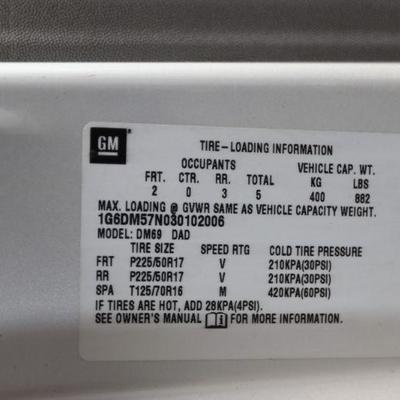 GM
TIRE-LOADING INFORMATION
OCCUPANTS VEHICLE CAP. WT.
FRT. CTR. RR. TOTAL KG LBS
2 0 3 5 400 882
MAX. LOADING @ GVWR SAME AS VEHICLE CAPACITY WEIGHT.
1G6DM57N030102006
MODEL: DM69 DAD
TIRE SIZE SPEED RTG COLD TIRE PRESSURE
FRT P225/50R17 V 210KPA(30PSI)
RR P225/50R17 V 210KPA(30PSI)
SPA T125/70R16 M 420KPA(60PSI)
IF TIRES ARE HOT, ADD 28KPA(4PSI).
SEE OWNER'S MANUAL FOR MORE INFORMATION.